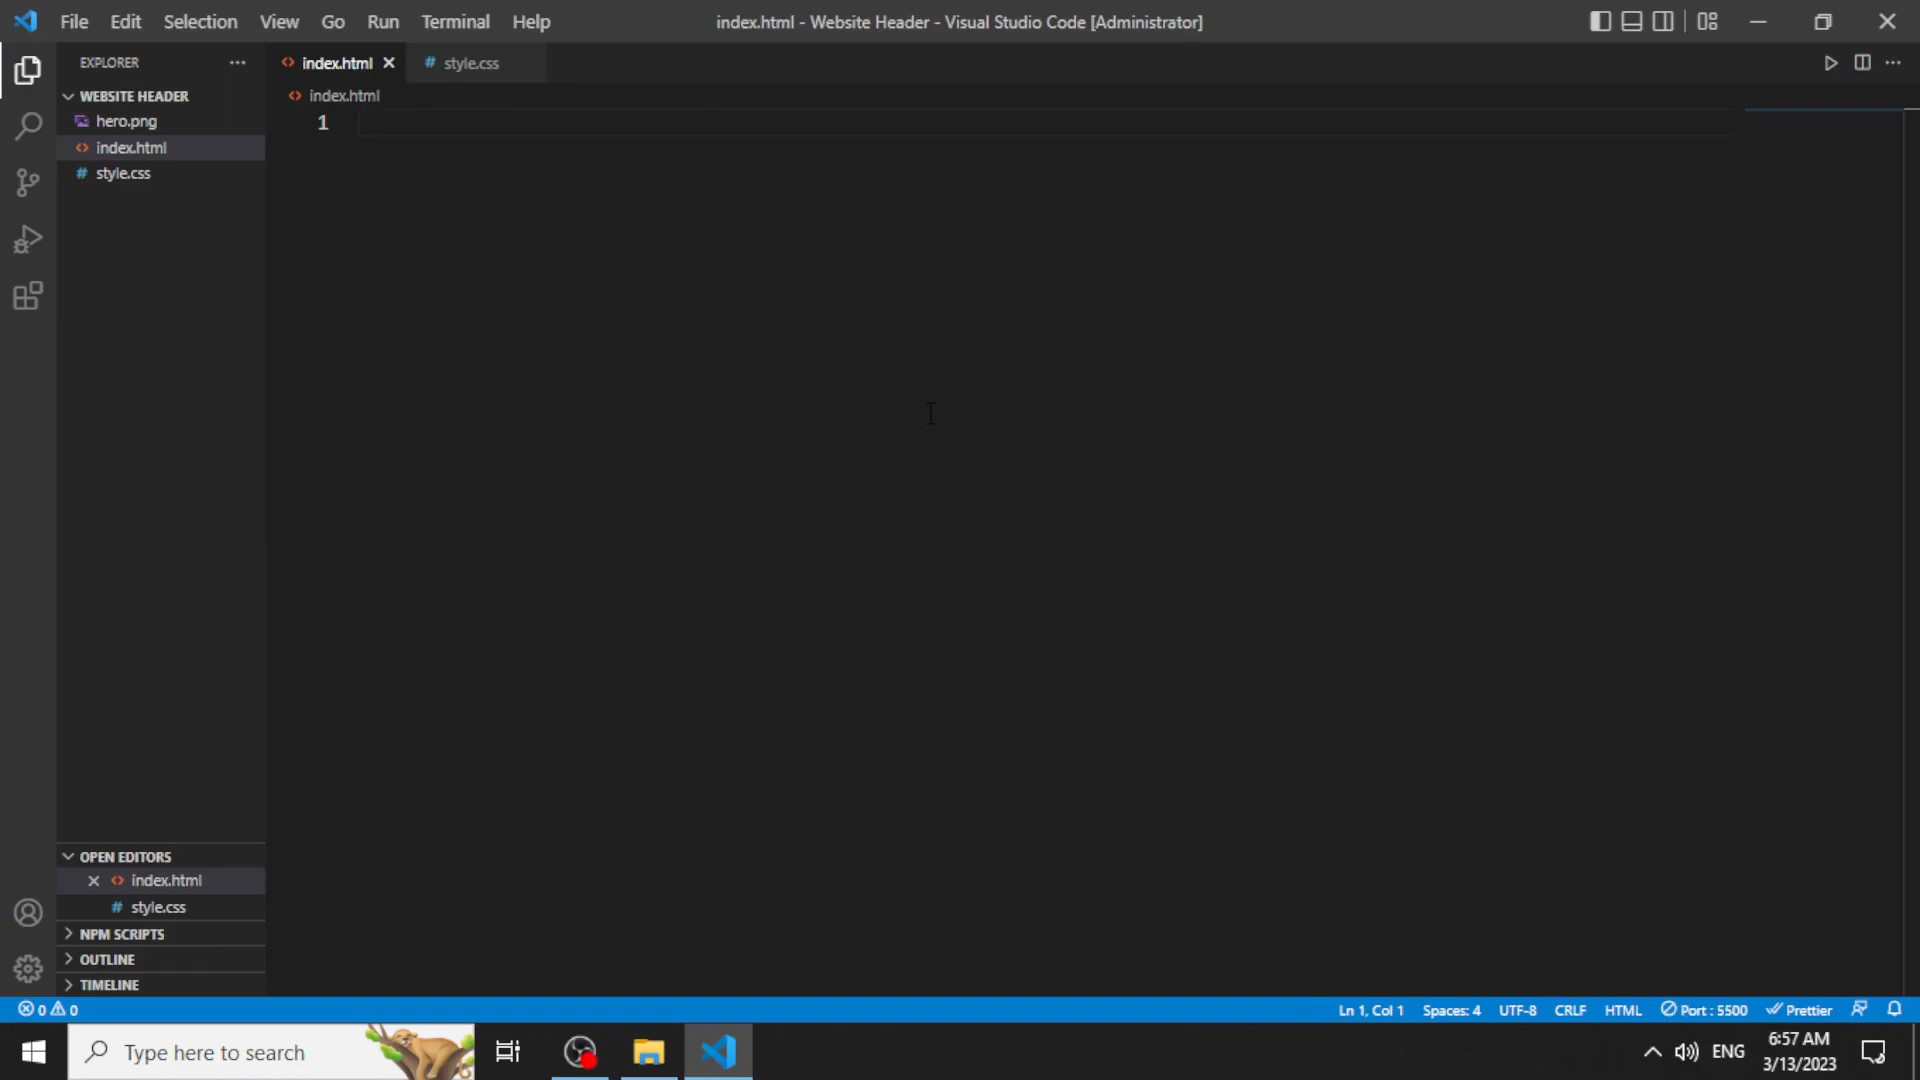 File Edit Selection View Go Run Terminal Help index.html - Website Header - Visual Studio Code [Administrator]
EXPLORER index.html style.css
WEBSITE HEADER index.html
hero.png 1
index.html
style.css
OPEN EDITORS
index.html
style.css
NPM SCRIPTS
OUTLINE
TIMELINE
0 0 Ln 1, Col 1 Spaces: 4 UTF-8 CRLF HTML Port : 5500 Prettier
Type here to search ENG 6:57 AM
3/13/2023